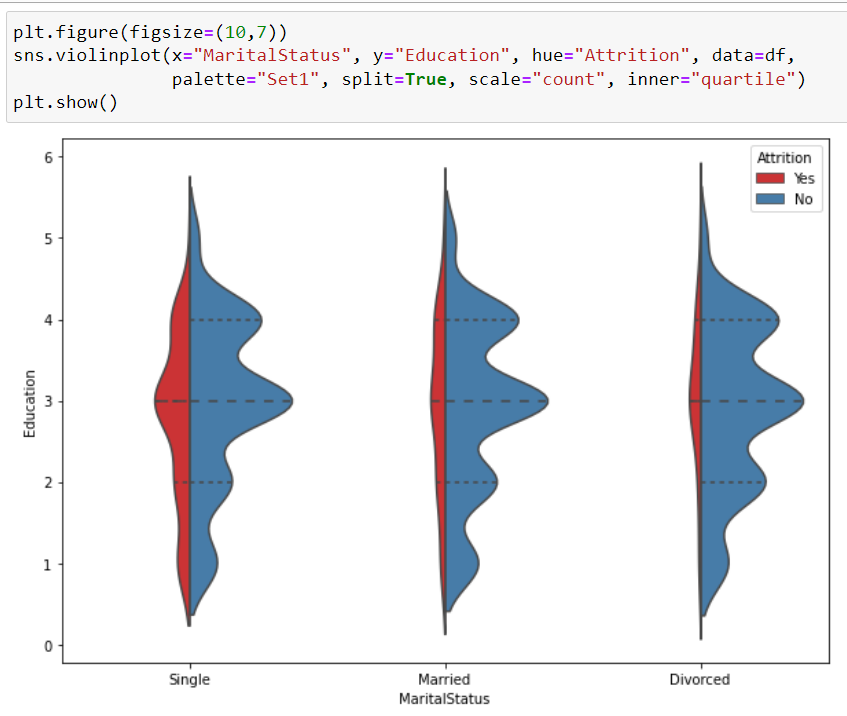 plt.figure(figsize=(10,7))
sns.violinplot(x="MaritalStatus", y="Education", hue="Attrition", data=df,
palette="Set1", split=True, scale="count", inner="quartile")
plt.show()
Attrition
Yes
No
6
5
4
3
2
1
0
Education
Single Married Divorced
MaritalStatus